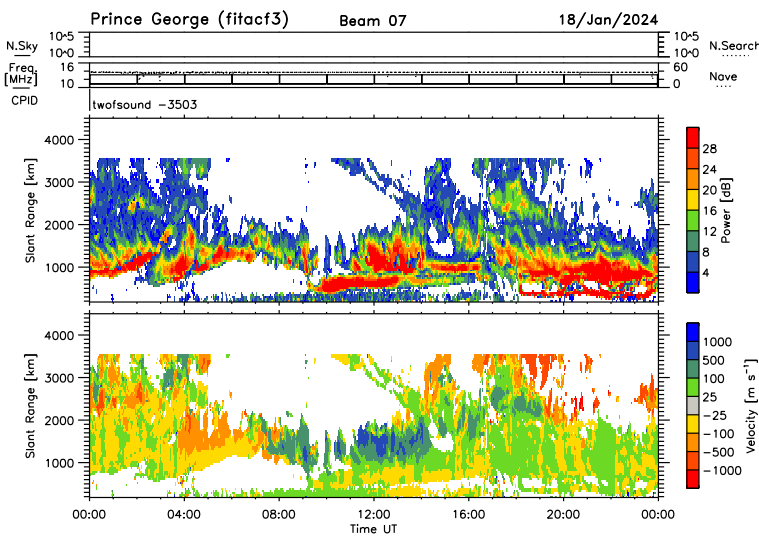 Prince George (fitacf3) Beam 07 18/Jan/2024
N.Sky 10^5 10^0 10^5 10^0 N.Search
Freq [MHz] 16 10 60 0 Nave
CPID twofsound -3503
Slant Range [km] 4000 3000 2000 1000
Power [dB] 28 24 20 16 12 8 4
Slant Range [km] 4000 3000 2000 1000
Velocity [m s⁻¹] 1000 500 100 25 -25 -100 -500 -1000
00:00 04:00 08:00 12:00 16:00 20:00 00:00
Time UT